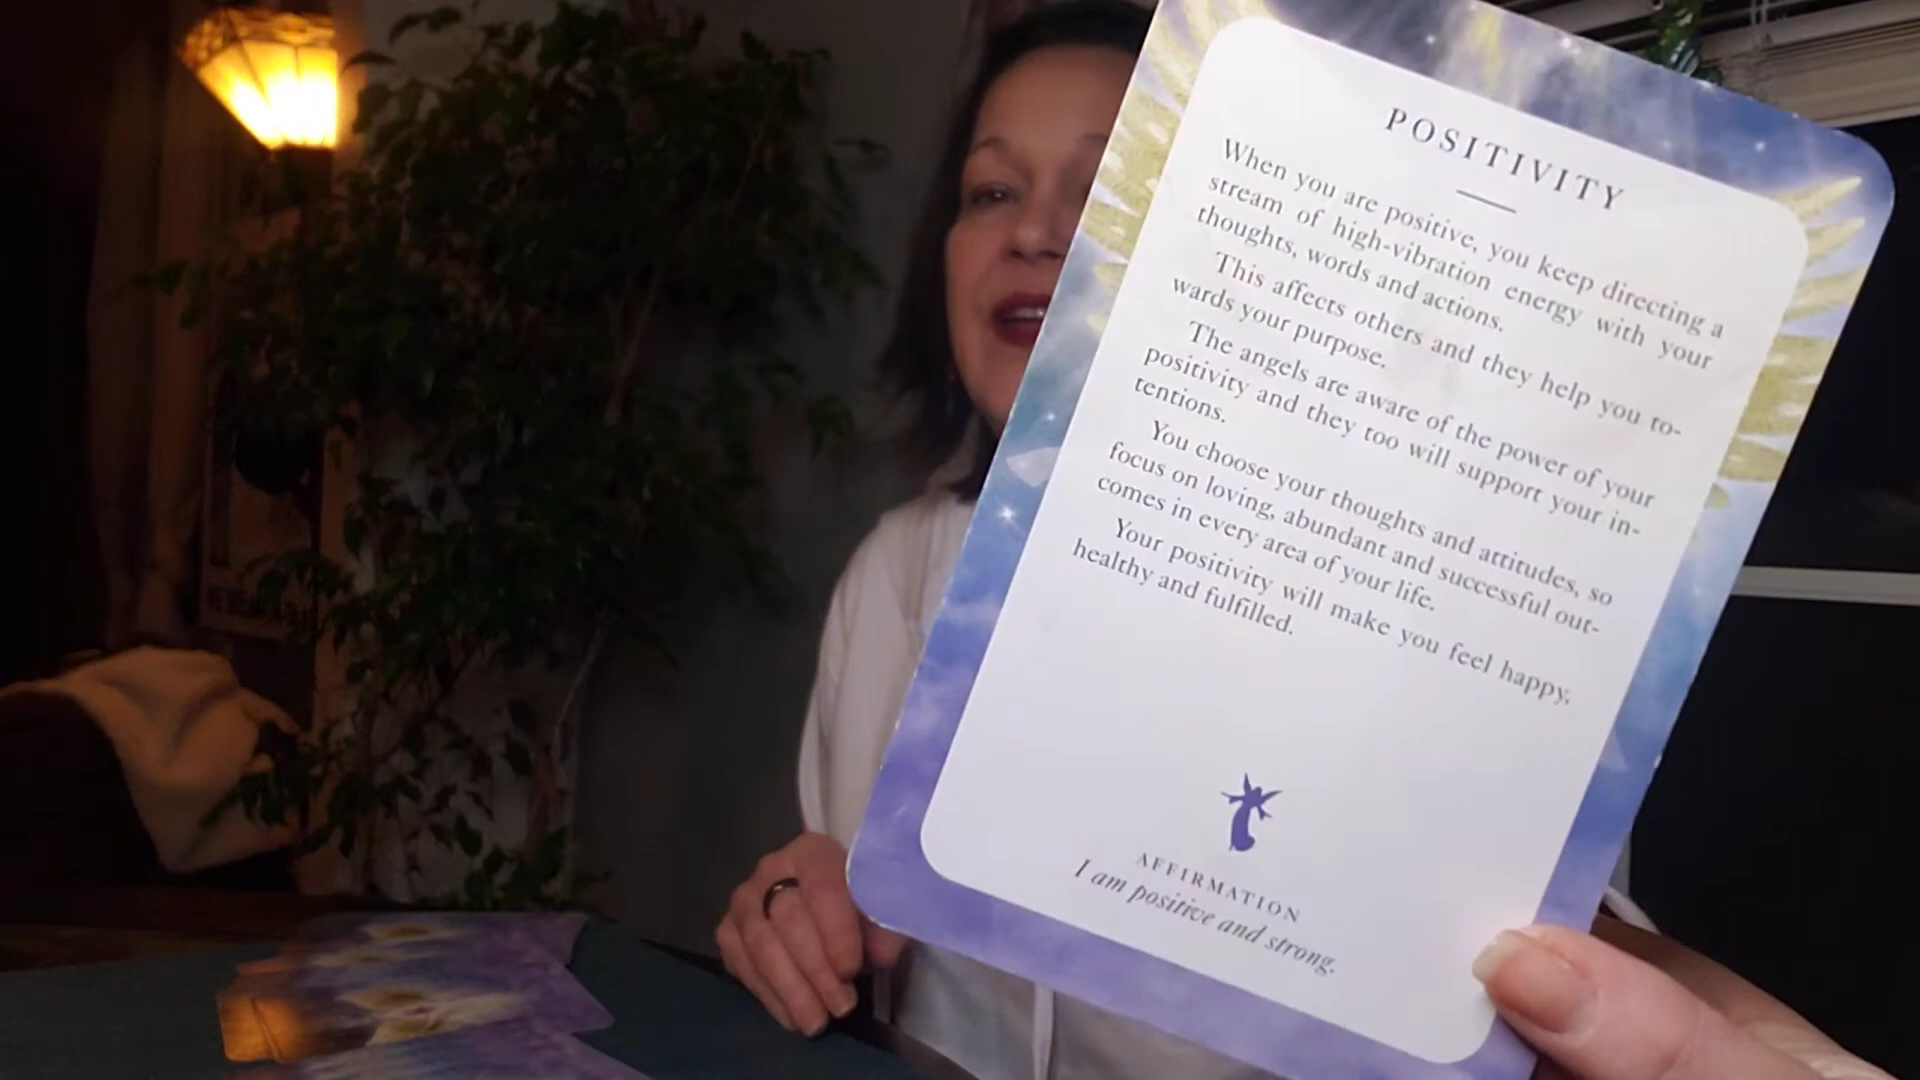 POSITIVITY
When you are positive, you keep directing a
stream of high-vibration energy with your
thoughts, words and actions.
This affects others and they help you to-
wards your purpose.
The angels are aware of the power of your
positivity and they too will support your in-
tentions.
You choose your thoughts and attitudes, so
focus on loving, abundant and successful out-
comes in every area of your life.
Your positivity will make you feel happy,
healthy and fulfilled.
AFFIRMATION
I am positive and strong.